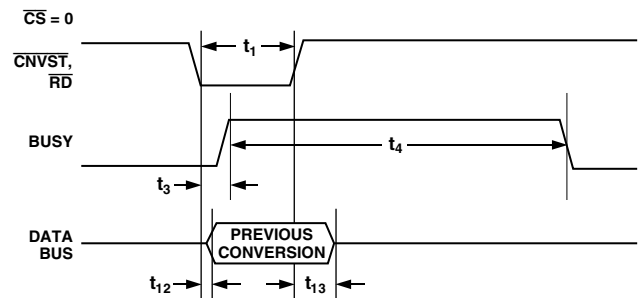 CS = 0
t1
CNVST,
RD
BUSY
t4
t3
DATA
BUS
PREVIOUS
CONVERSION
t12
t13